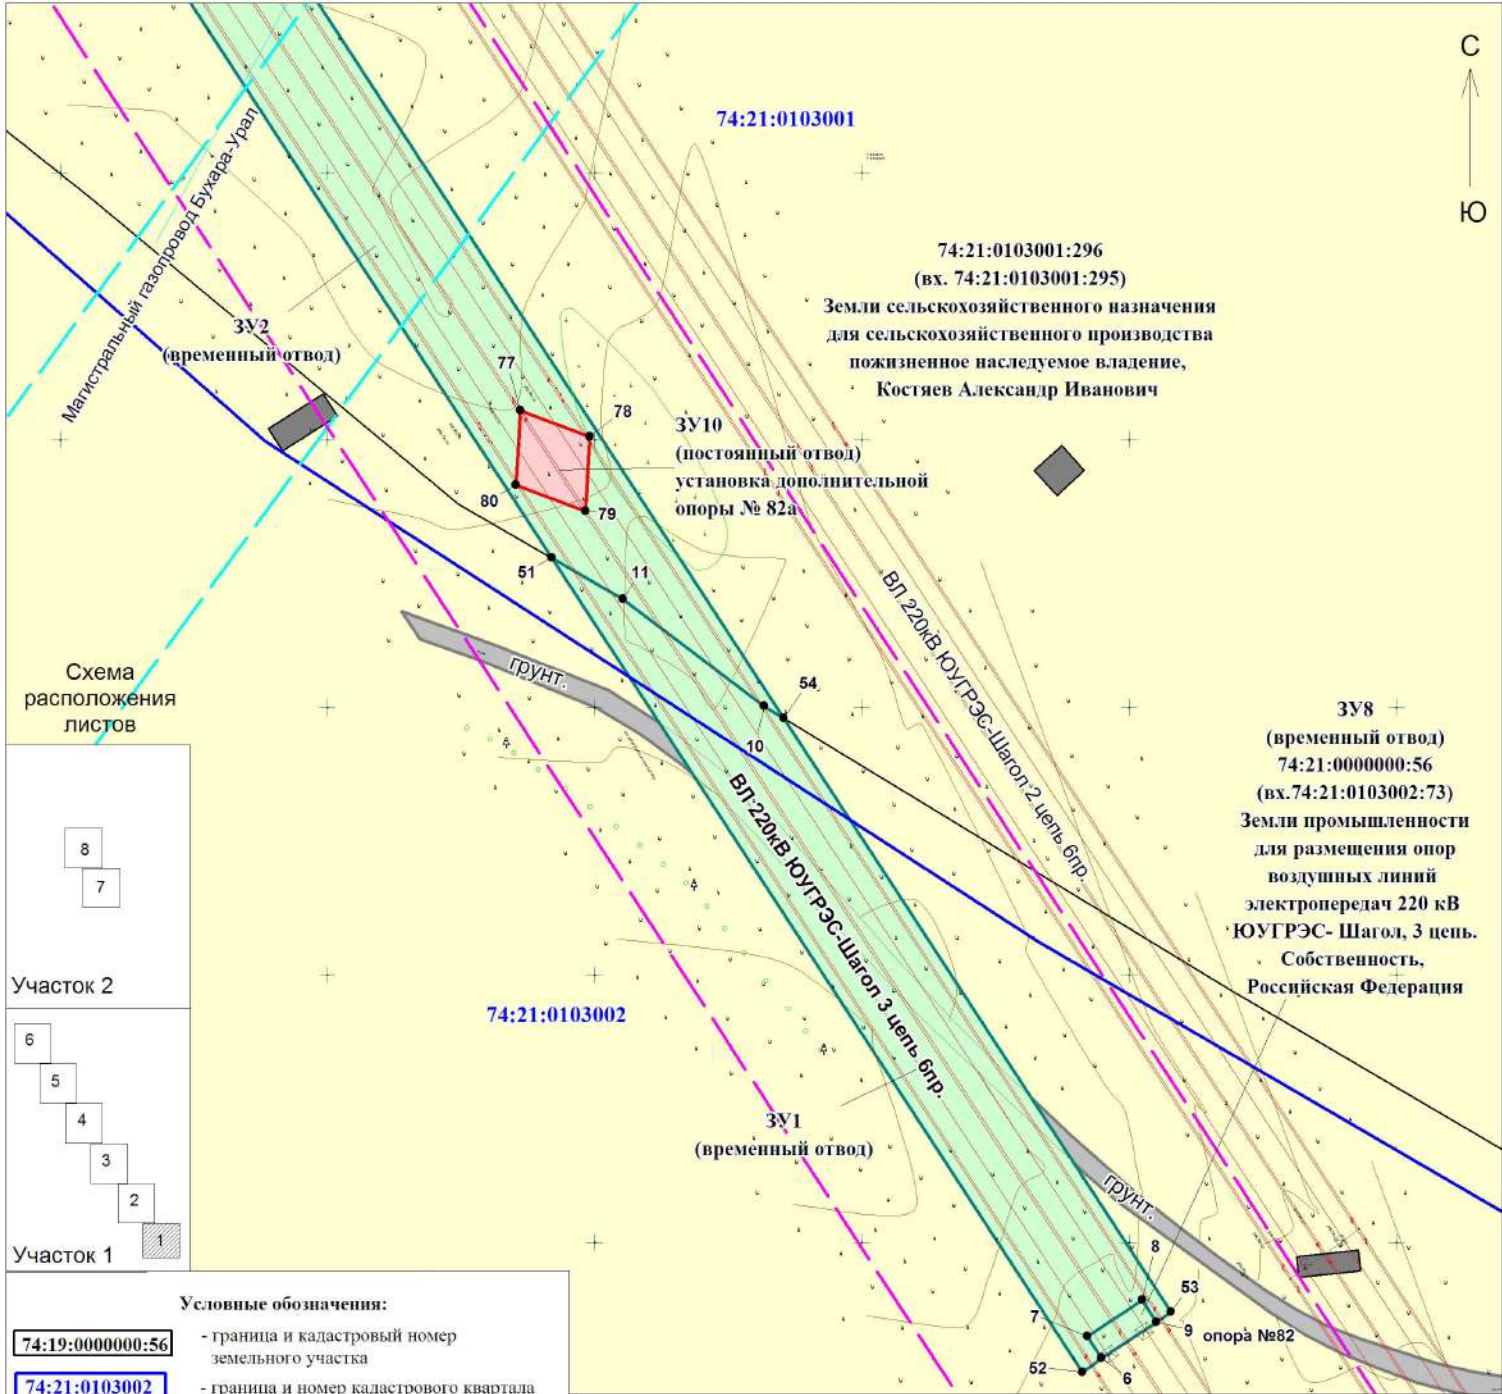 С
Ю
74:21:0103001
Магистральный газопровод Бухара-Урал
74:21:0103001:296
(вх. 74:21:0103001:295)
Земли сельскохозяйственного назначения
для сельскохозяйственного производства
пожизненное наследуемое владение,
Костяев Александр Иванович
ЗУ2
(временный отвод)
77
78
80
79
ЗУ10
(постоянный отвод)
установка дополнительной
опоры № 82а
51
11
54
10
грунт.
ВЛ 220кВ ЮУГРЭС-Шагол 2 цепь 6пр.
ВЛ 220кВ ЮУГРЭС-Шагол 3 цепь 6пр.
Схема
расположения
листов
8
7
Участок 2
6
5
4
3
2
1
Участок 1
ЗУ8
(временный отвод)
74:21:0000000:56
(вх.74:21:0103002:73)
Земли промышленности
для размещения опор
воздушных линий
электропередач 220 кВ
ЮУГРЭС- Шагол, 3 цепь.
Собственность,
Российская Федерация
74:21:0103002
ЗУ1
(временный отвод)
грунт.
8
53
7
9
опора №82
52
6
Условные обозначения:
74:19:0000000:56
- граница и кадастровый номер
земельного участка
74:21:0103002
- граница и номер кадастрового квартала